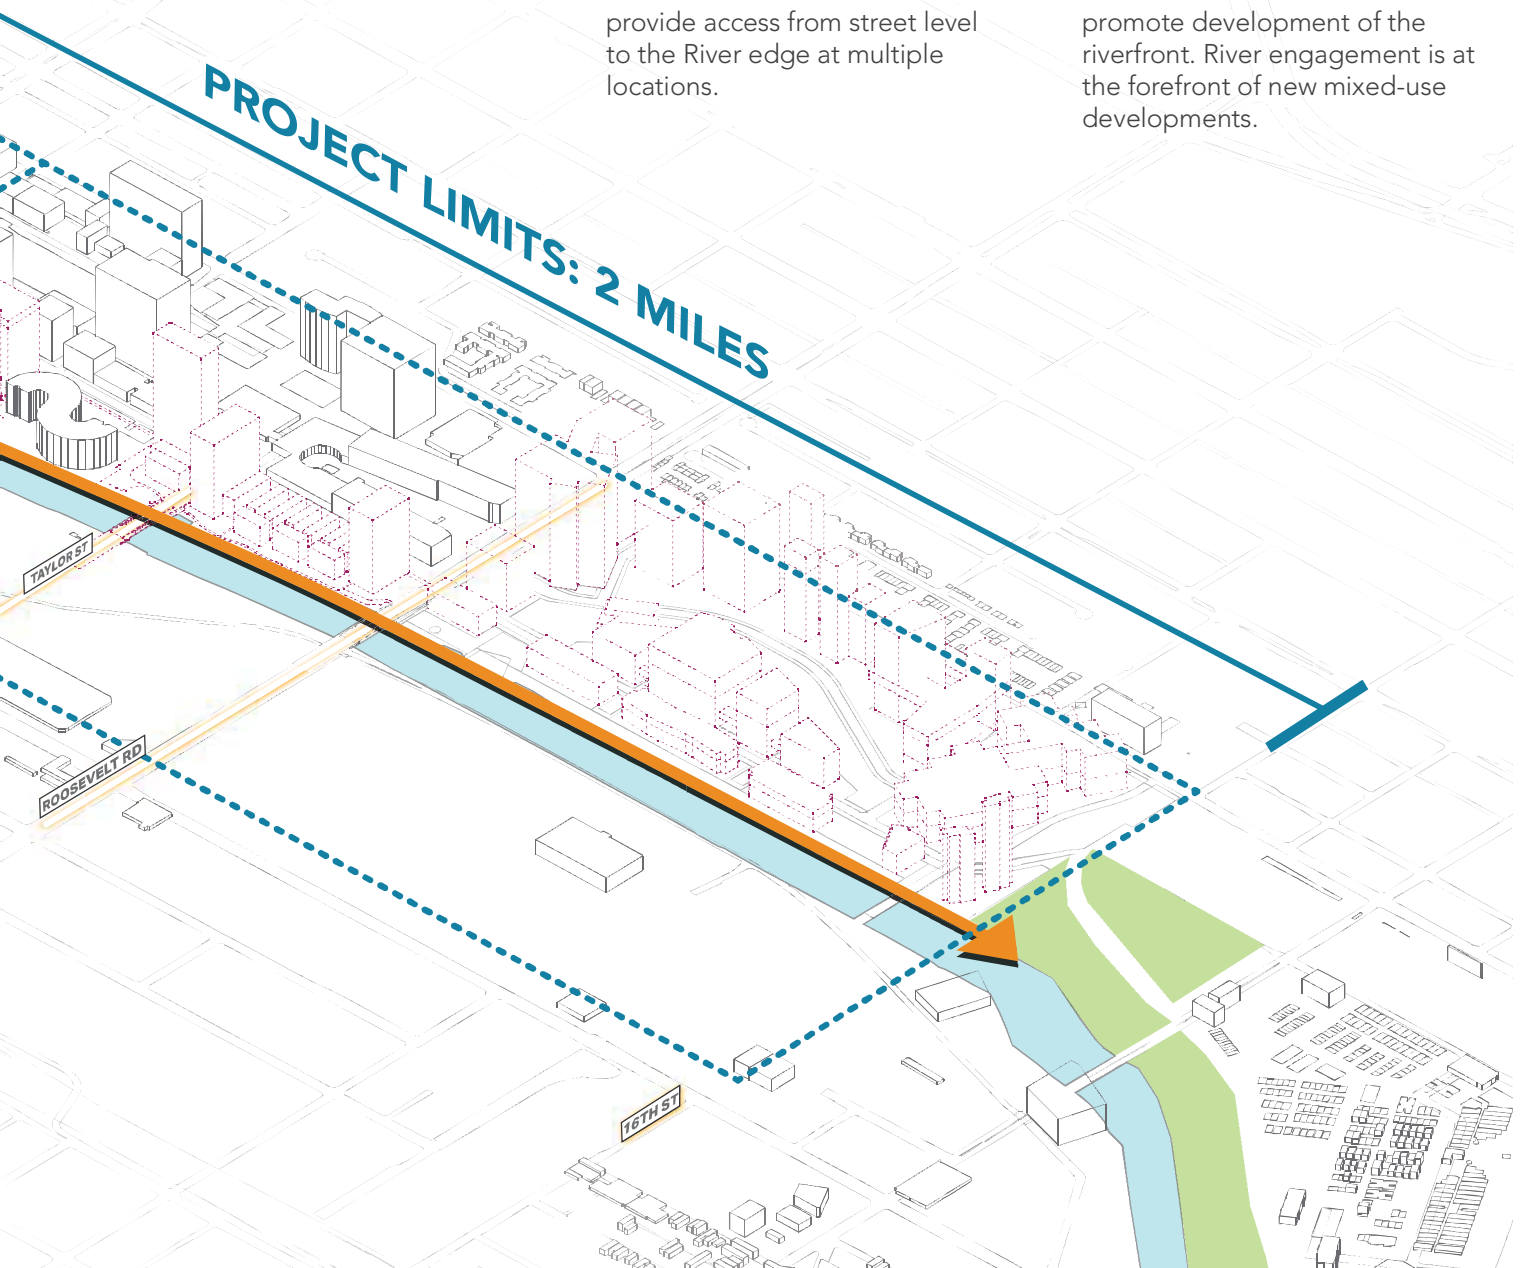 provide access from street level
to the River edge at multiple
locations.
promote development of the
riverfront. River engagement is at
the forefront of new mixed-use
developments.
PROJECT LIMITS: 2 MILES
TAYLOR ST
ROOSEVELT RD
16TH ST